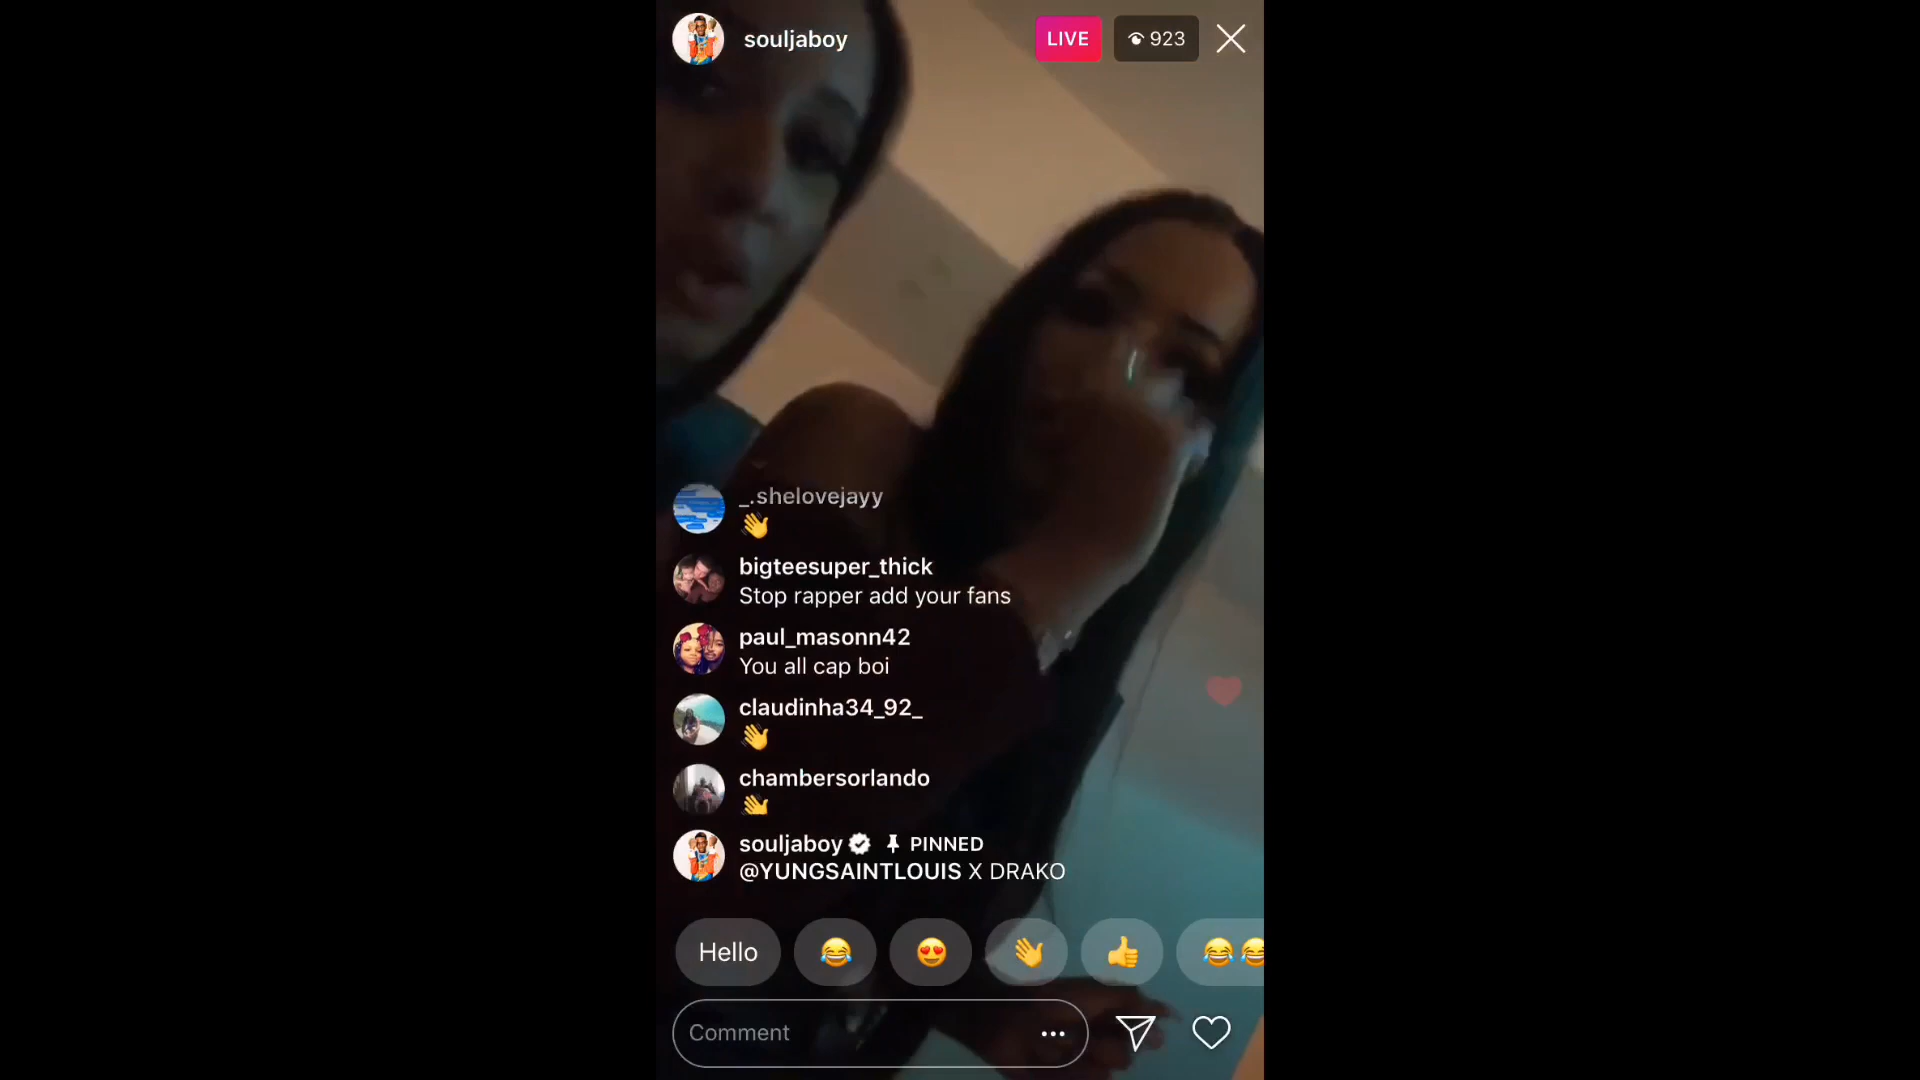 souljaboy
LIVE
923
_.shelovejayy
👋
bigteesuper_thick
Stop rapper add your fans
paul_masonn42
You all cap boi
claudinha34_92_
👋
chambersorlando
👋
souljaboy PINNED
@YUNGSAINTLOUIS X DRAKO
Hello 😂 😍 👋 👍 😂😂
Comment